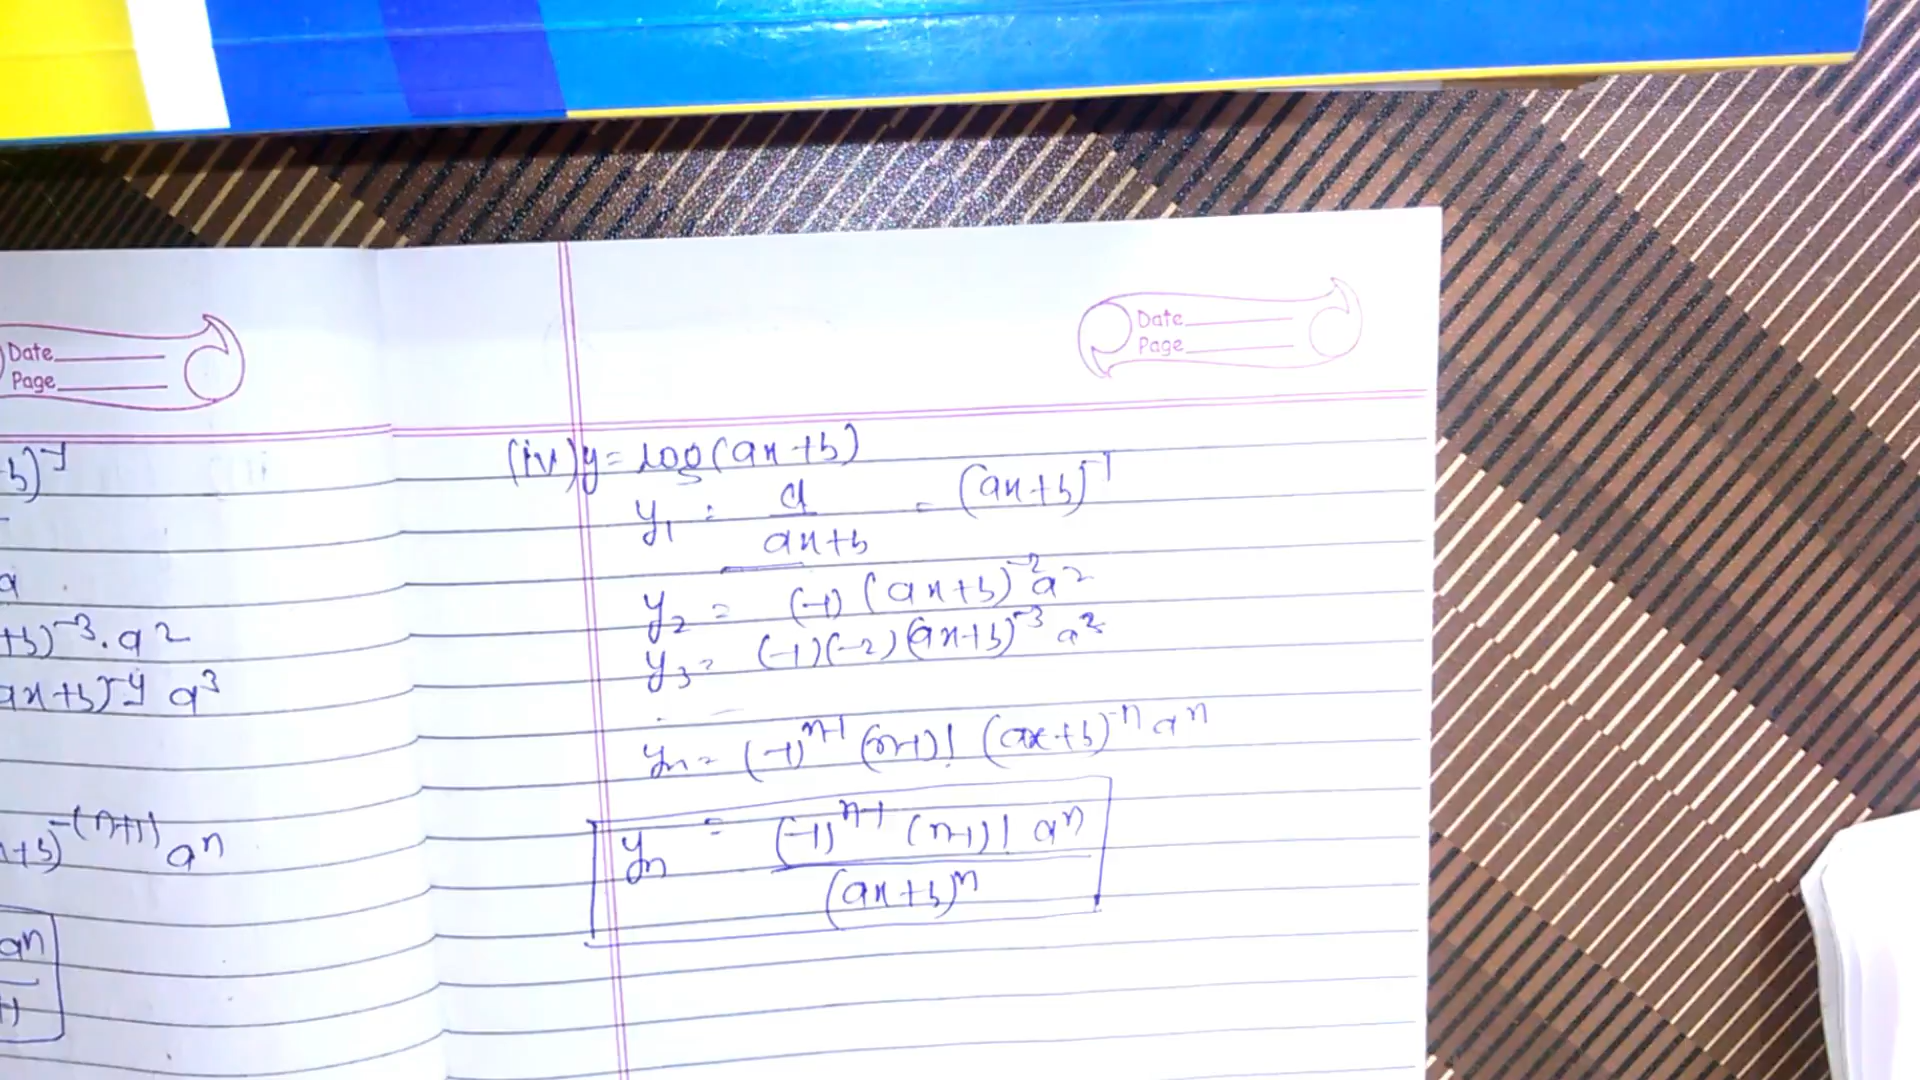 Date
Page
b)⁻¹
a
+b)⁻³. a²
ax+b)⁻⁴ a³
x+b)^-(n+1) aⁿ
aⁿ
Date
Page
(iv) y = log(ax+b)
y₁ = a/(ax+b) = (ax+b)⁻¹
y₂ = (-1) (ax+b)⁻² a²
y₃ = (-1)(-2)(ax+b)⁻³ a³
yₙ = (-1)ⁿ⁻¹ (n-1)! (ax+b)⁻ⁿ aⁿ
yₙ = (-1)ⁿ⁻¹ (n-1)! aⁿ
(ax+b)ⁿ